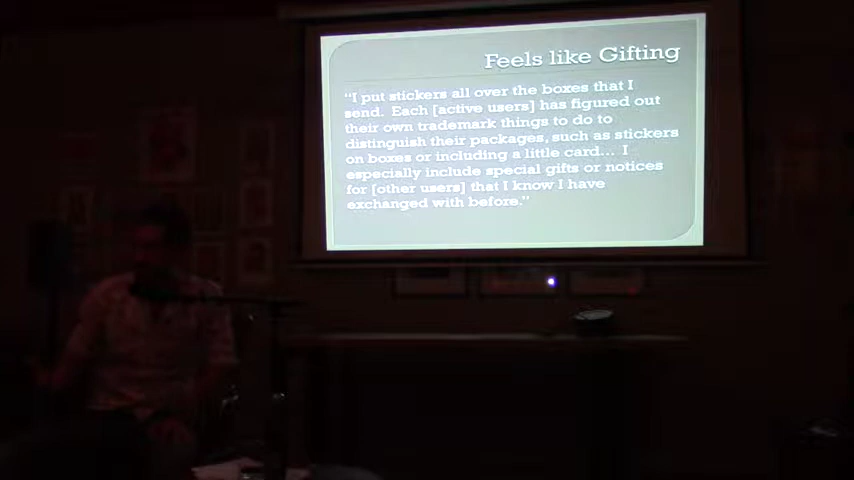 Feels like Gifting
“I put stickers all over the boxes that I
send. Each [active users] has figured out
their own trademark things to do to
distinguish their packages, such as stickers
on boxes or including a little card... I
especially include special gifts or notices
for [other users] that I know I have
exchanged with before.”